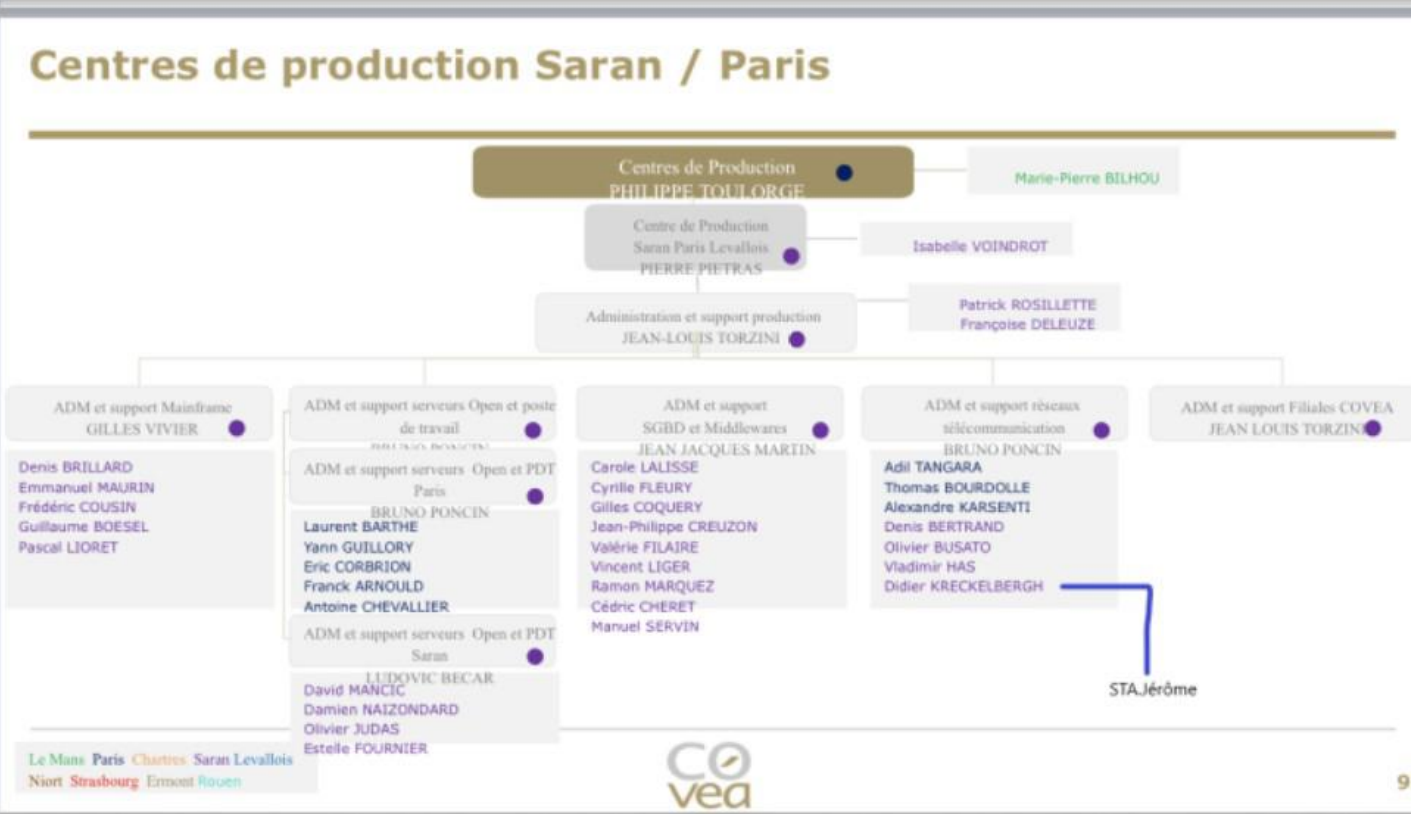 Centres de production Saran / Paris
Centres de Production
PHILIPPE TOULORGE
Marie-Pierre BILHOU
Centre de Production
Saran Paris Levallois
PIERRE PIETRAS
Isabelle VOINDROT
Administration et support production
JEAN-LOUIS TORZINI
Patrick ROSILLETTE
Françoise DELEUZE
ADM et support Mainframe
GILLES VIVIER
Denis BRILLARD
Emmanuel MAURIN
Frédéric COUSIN
Guillaume BOESEL
Pascal LIORET
ADM et support serveurs Open et poste
de travail
BRUNO PONCIN
ADM et support serveurs Open et PDT
Paris
BRUNO PONCIN
Laurent BARTHE
Yann GUILLORY
Eric CORBRION
Franck ARNOULD
Antoine CHEVALLIER
ADM et support serveurs Open et PDT
Saran
LUDOVIC BECAR
David MANCIC
Damien NAIZONDARD
Olivier JUDAS
Estelle FOURNIER
ADM et support
SGBD et Middlewares
JEAN JACQUES MARTIN
Carole LALISSE
Cyrille FLEURY
Gilles COQUERY
Jean-Philippe CREUZON
Valérie FILAIRE
Vincent LIGER
Ramon MARQUEZ
Cédric CHERET
Manuel SERVIN
ADM et support réseaux
télécommunication
BRUNO PONCIN
Adil TANGARA
Thomas BOURDOLLE
Alexandre KARSENTI
Denis BERTRAND
Olivier BUSATO
Vladimir HAS
Didier KRECKELBERGH
STAJérôme
ADM et support Filiales COVEA
JEAN LOUIS TORZINI
Le Mans Paris Chartres Saran Levallois
Niort Strasbourg Ermont Rouen
covea
9